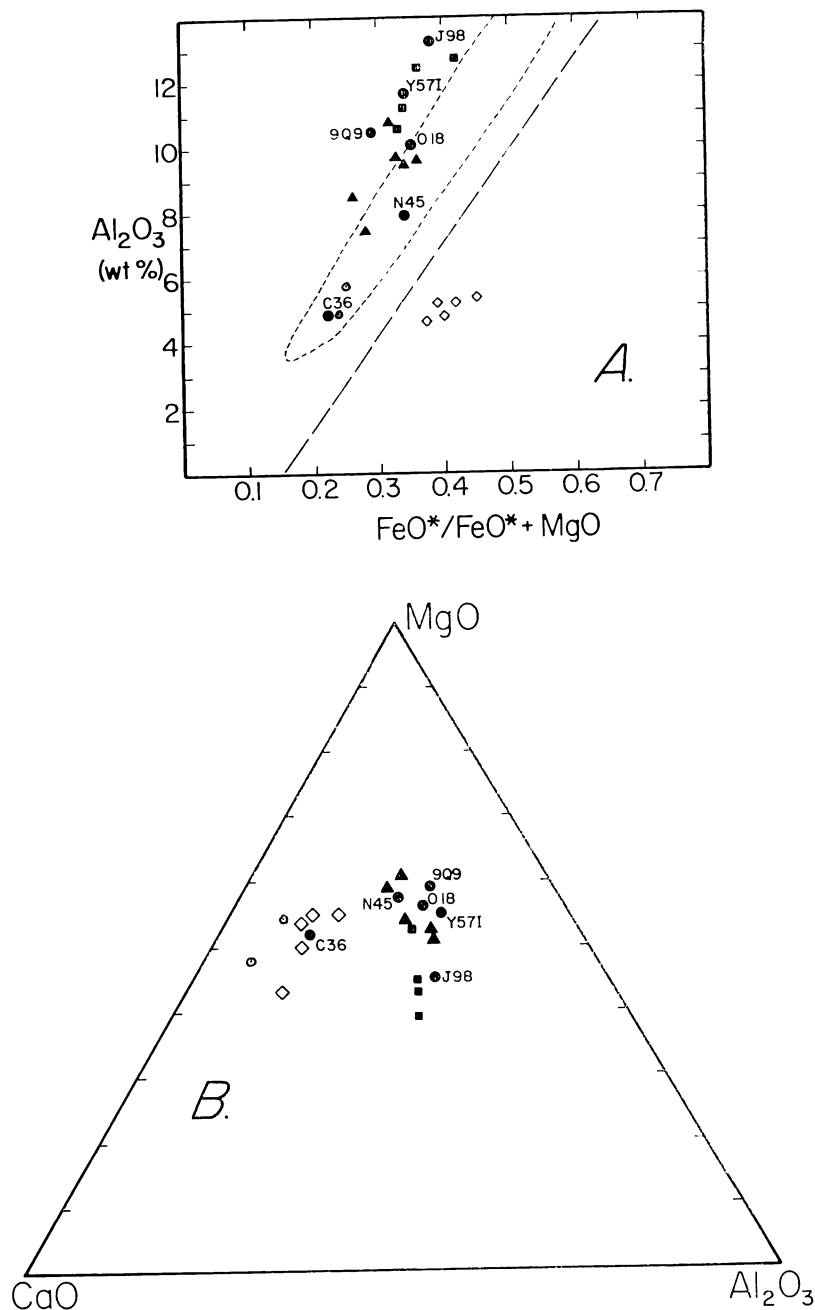 J98
12
Y57I
9Q9
O18
10
N45
Al₂O₃ 8
(wt %) 6
C36
4
A.
2
0.1 0.2 0.3 0.4 0.5 0.6 0.7
FeO*/FeO* + MgO
MgO
9Q9
N45
O18
Y57I
C36
J98
B.
CaO
Al₂O₃